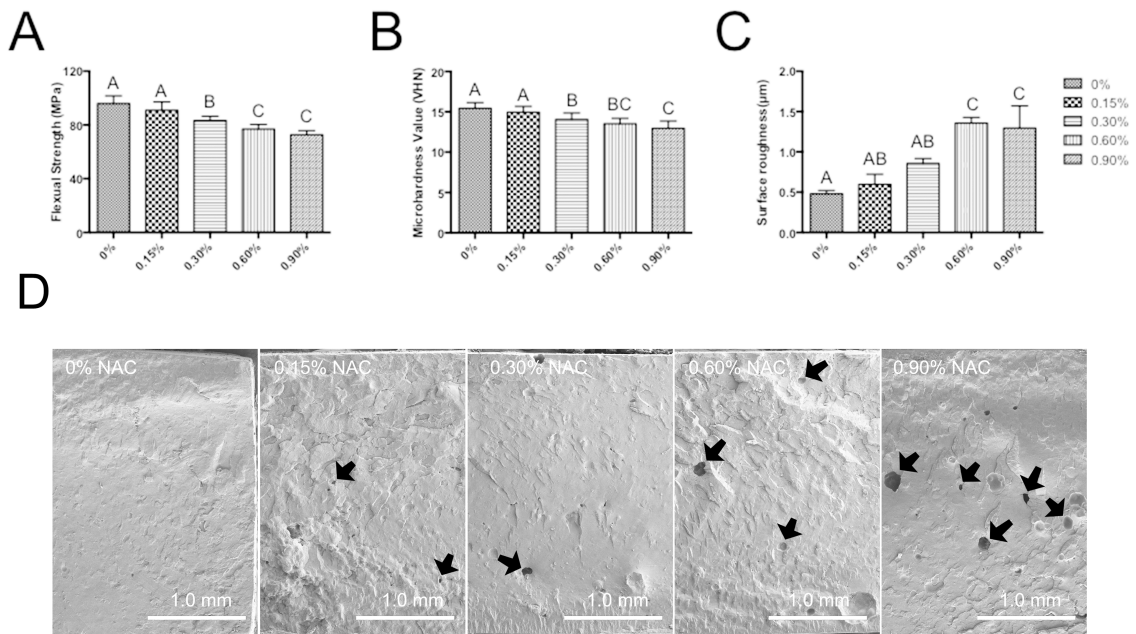 A
B
C
Flexual Strength (MPa)
120
80
40
0
A
A
B
C
C
0%
0.15%
0.30%
0.60%
0.90%
Microhardness Value (VHN)
20
15
10
5
0
A
A
B
BC
C
0%
0.15%
0.30%
0.60%
0.90%
Surface roughness(μm)
2.0
1.5
1.0
0.5
0.0
A
AB
AB
C
C
0%
0.15%
0.30%
0.60%
0.90%
0%
0.15%
0.30%
0.60%
0.90%
D
0% NAC
0.15% NAC
0.30% NAC
0.60% NAC
0.90% NAC
1.0 mm
1.0 mm
1.0 mm
1.0 mm
1.0 mm